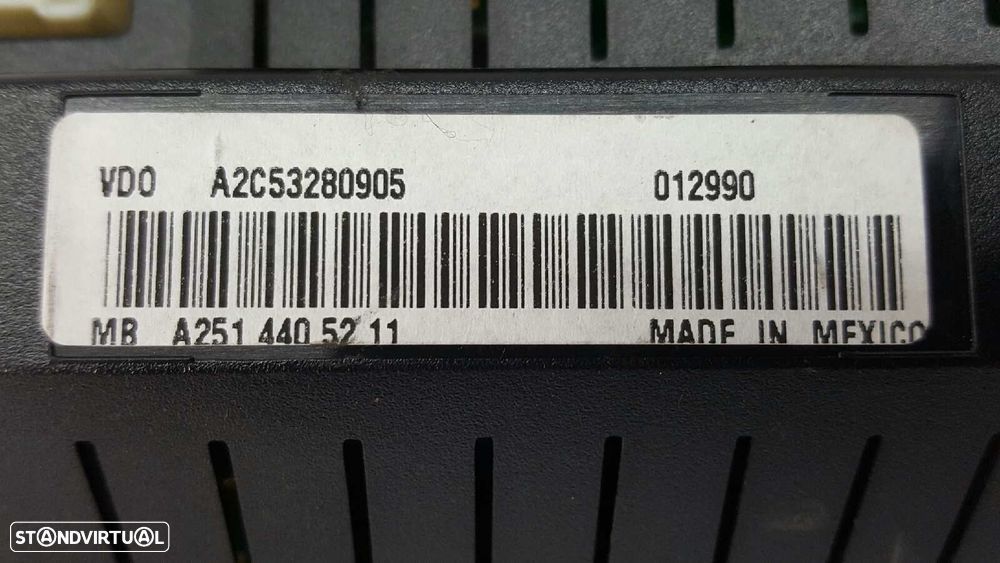 VDO A2C53280905 012990
MB A251 440 52 11 MADE IN MEXICO
STANDVIRTUAL